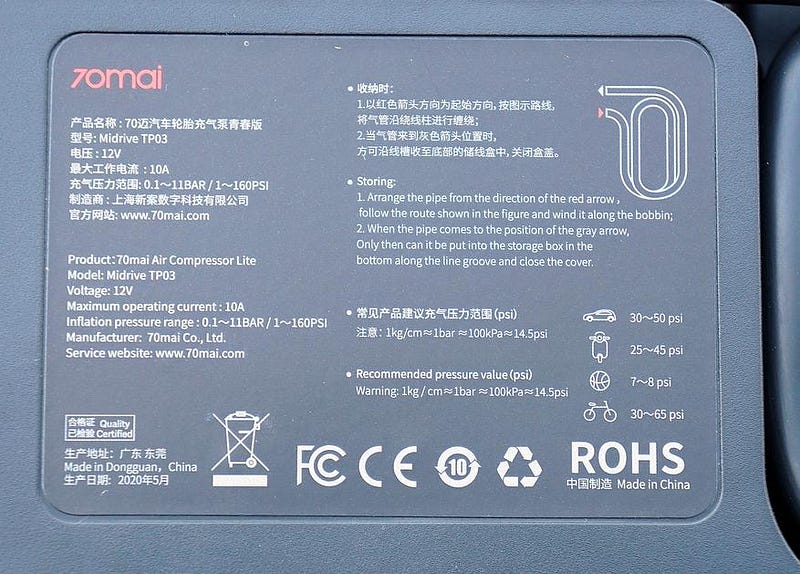 70mai
产品名称：70迈汽车轮胎充气泵青春版
型号: Midrive TP03
电压：12V
最大工作电流：10A
充气压力范围: 0.1～11BAR / 1～160PSI
制造商：上海新案数字科技有限公司
官方网站: www.70mai.com
Product:70mai Air Compressor Lite
Model: Midrive TP03
Voltage: 12V
Maximum operating current : 10A
Inflation pressure range : 0.1～11BAR / 1～160PSI
Manufacturer: 70mai Co., Ltd.
Service website: www.70mai.com
合格证 Quality
已检验 Certified
生产地址：广东 东莞
Made in Dongguan, China
生产日期: 2020年5月
• 收纳时：
1.以红色箭头方向为起始方向，按图示路线，
将气管沿绕线柱进行缠绕；
2.当气管来到灰色箭头位置时，
方可沿线槽收至底部的储线盒中，关闭盒盖。
• Storing:
1. Arrange the pipe from the direction of the red arrow ,
follow the route shown in the figure and wind it along the bobbin;
2. When the pipe comes to the position of the gray arrow,
Only then can it be put into the storage box in the
bottom along the line groove and close the cover.
• 常见产品建议充气压力范围 (psi)
注意：1kg/cm≈1bar ≈100kPa≈14.5psi
• Recommended pressure value (psi)
Warning: 1kg / cm≈1bar ≈100kPa≈14.5psi
30～50 psi
25～45 psi
7～8 psi
30～65 psi
FC CE 10
ROHS
中国制造 Made in China